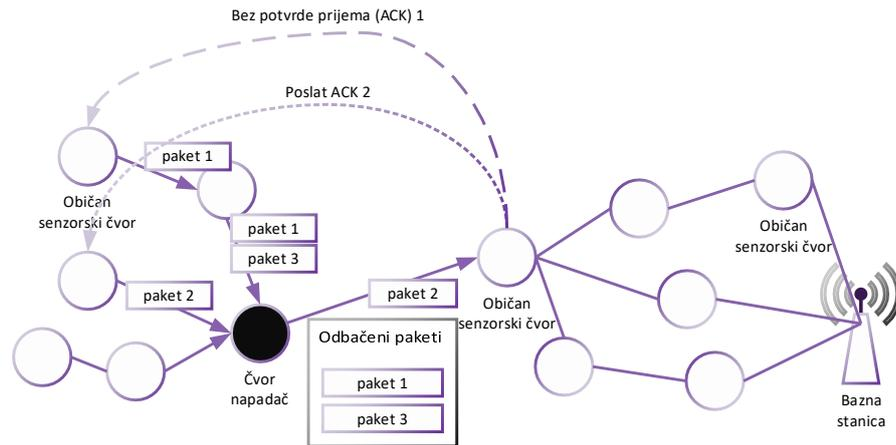 Bez potvrde prijema (ACK) 1
Poslat ACK 2
paket 1
Običan
senzorski čvor
paket 1
paket 3
paket 2
Čvor
napadač
paket 2
Običan
senzorski čvor
Odbačeni paketi
paket 1
paket 3
Običan
senzorski čvor
Bazna
stanica